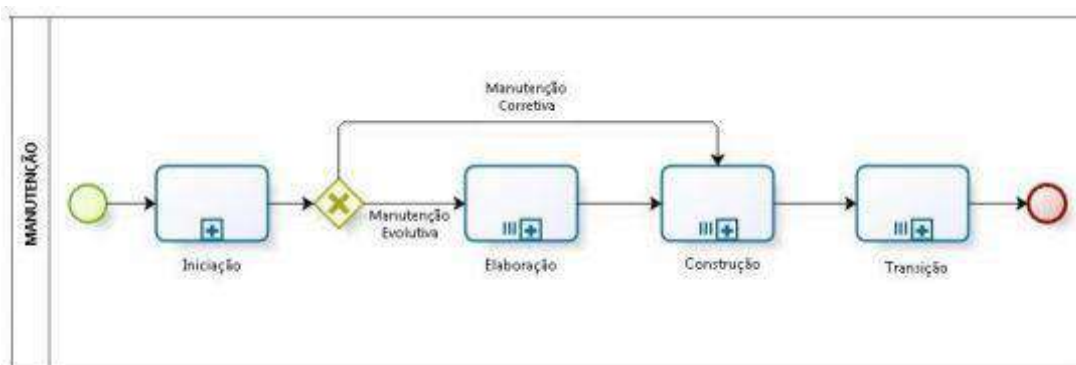 MANUTENÇÃO
Manutenção
Corretiva
Manutenção
Evolutiva
Iniciação
Elaboração
Construção
Transição